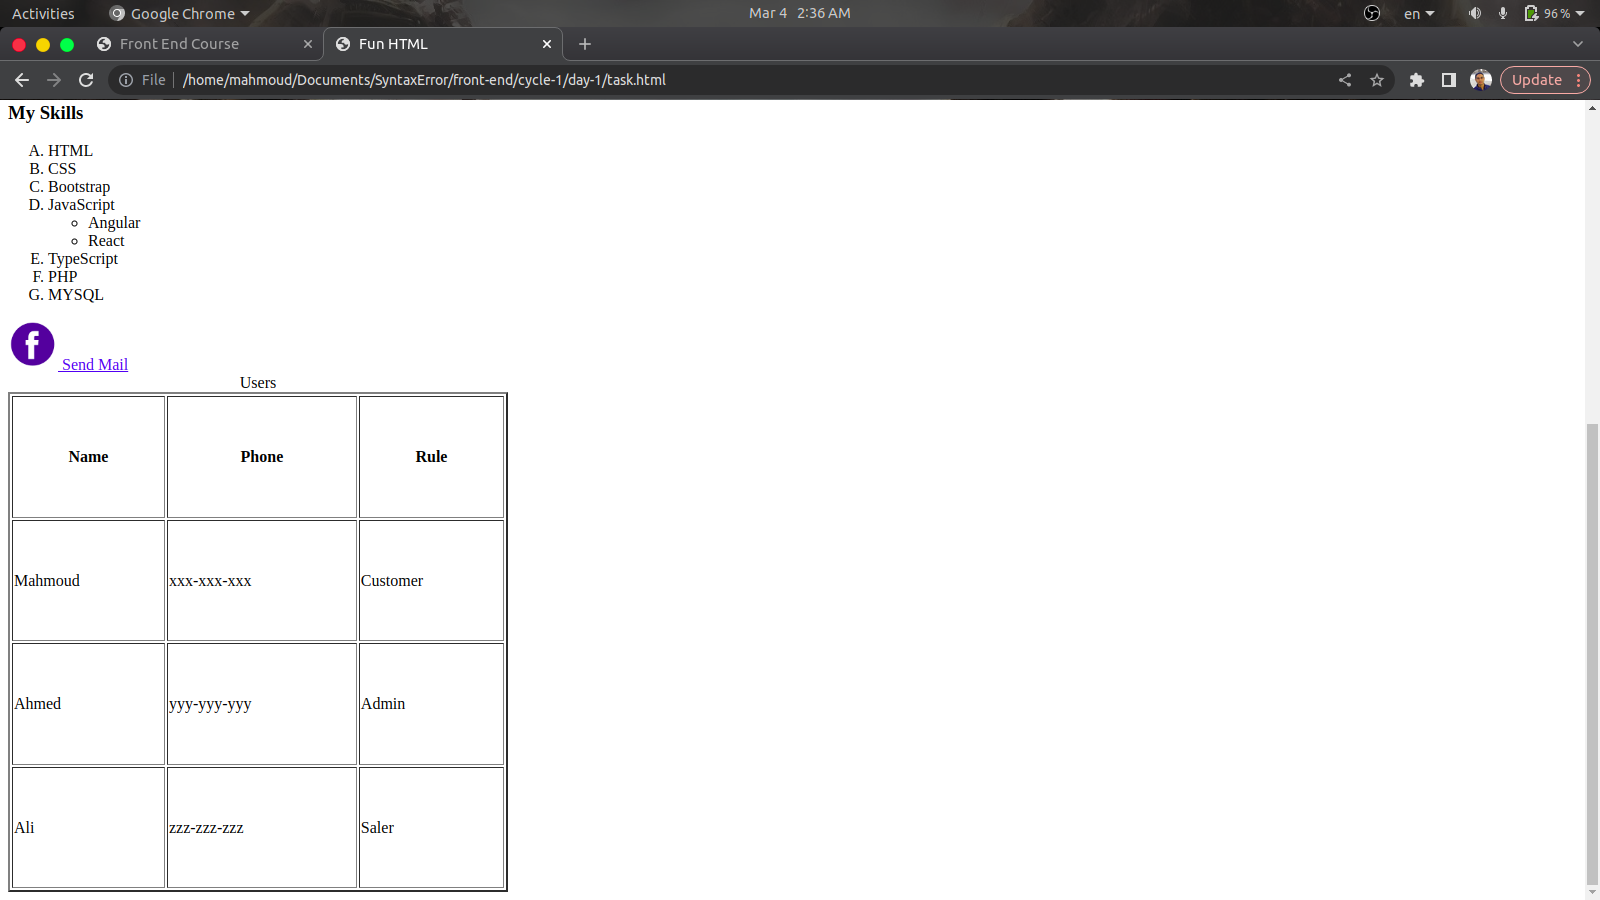 Activities Google Chrome Mar 4 2:36 AM en 96 %
Front End Course Fun HTML
File /home/mahmoud/Documents/SyntaxError/front-end/cycle-1/day-1/task.html Update
My Skills
A. HTML
B. CSS
C. Bootstrap
D. JavaScript
Angular
React
E. TypeScript
F. PHP
G. MYSQL
f Send Mail
Users
Name Phone Rule
Mahmoud xxx-xxx-xxx Customer
Ahmed yyy-yyy-yyy Admin
Ali zzz-zzz-zzz Saler